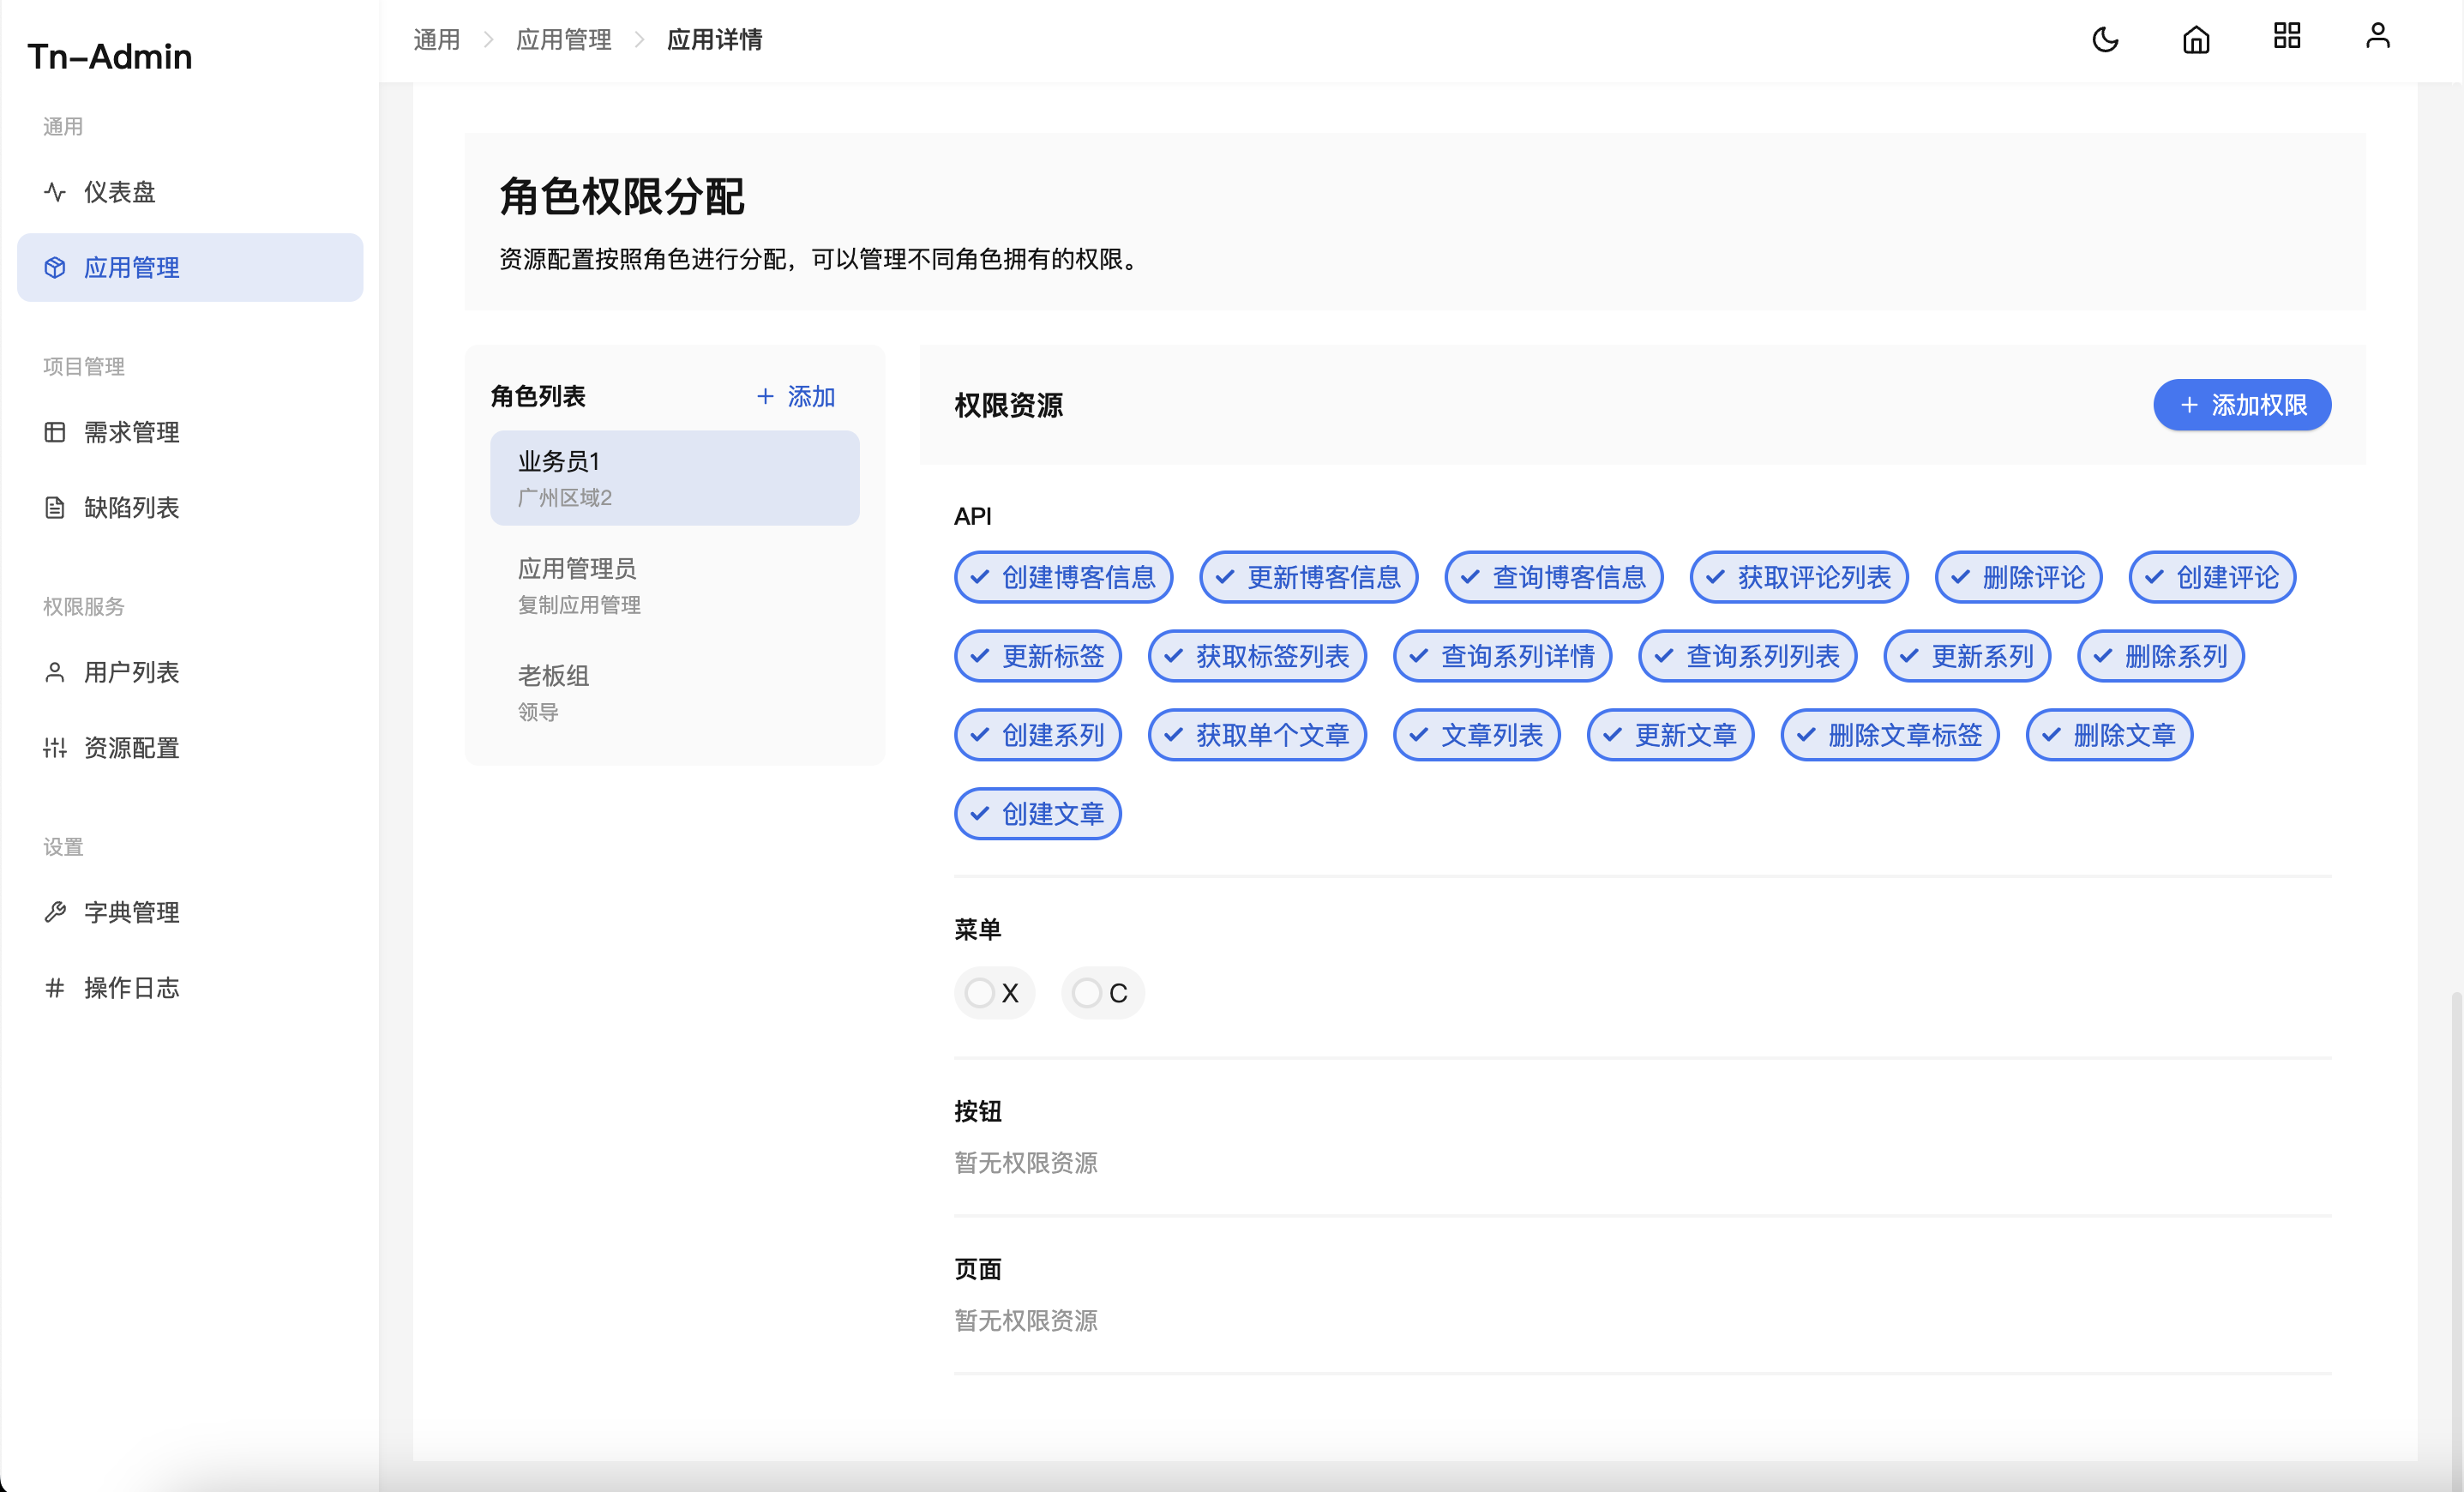 Tn-Admin
通用
仪表盘
应用管理
项目管理
需求管理
缺陷列表
权限服务
用户列表
资源配置
设置
字典管理
操作日志
通用 应用管理 应用详情
角色权限分配
资源配置按照角色进行分配，可以管理不同角色拥有的权限。
角色列表 添加
业务员1
广州区域2
应用管理员
复制应用管理
老板组
领导
权限资源 添加权限
API
创建博客信息 更新博客信息 查询博客信息 获取评论列表 删除评论 创建评论
更新标签 获取标签列表 查询系列详情 查询系列列表 更新系列 删除系列
创建系列 获取单个文章 文章列表 更新文章 删除文章标签 删除文章
创建文章
菜单
X C
按钮
暂无权限资源
页面
暂无权限资源